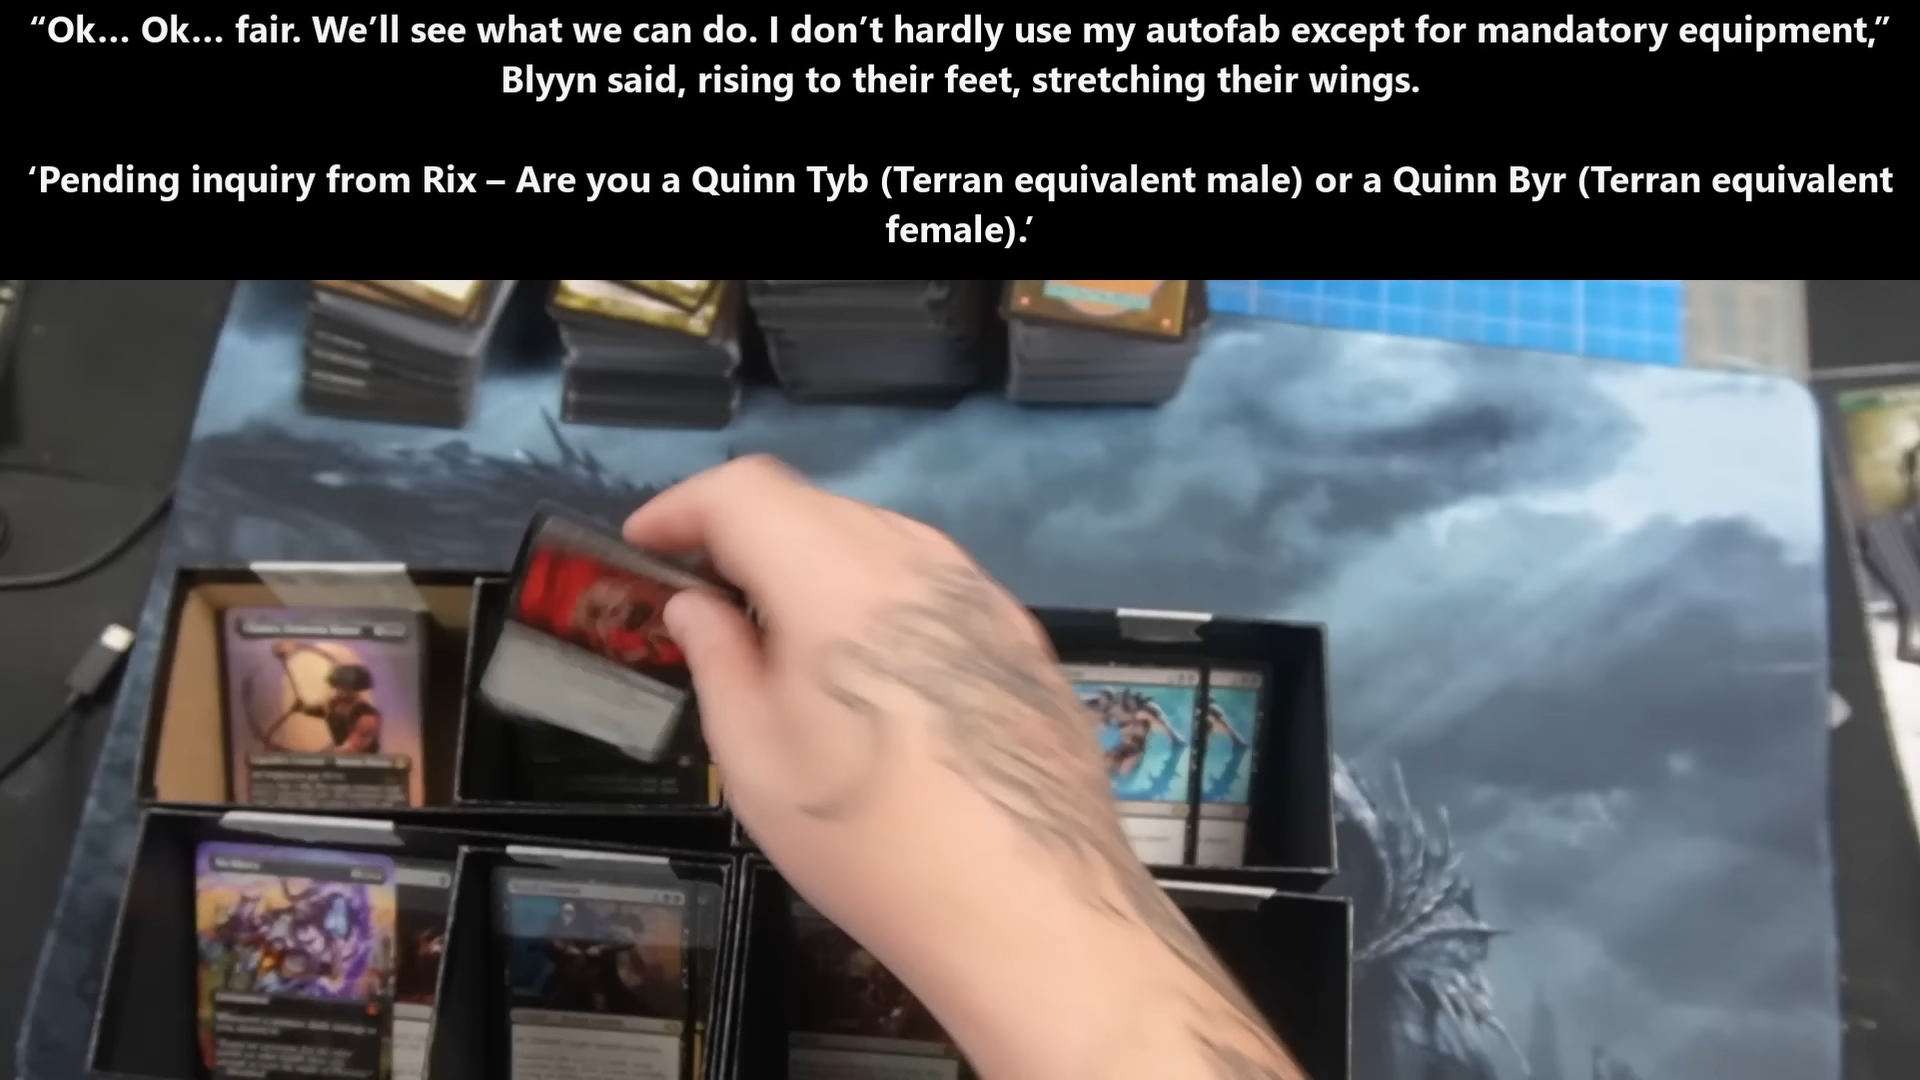 “Ok… Ok… fair. We’ll see what we can do. I don’t hardly use my autofab except for mandatory equipment,”
Blyyn said, rising to their feet, stretching their wings.
‘Pending inquiry from Rix – Are you a Quinn Tyb (Terran equivalent male) or a Quinn Byr (Terran equivalent
female).’